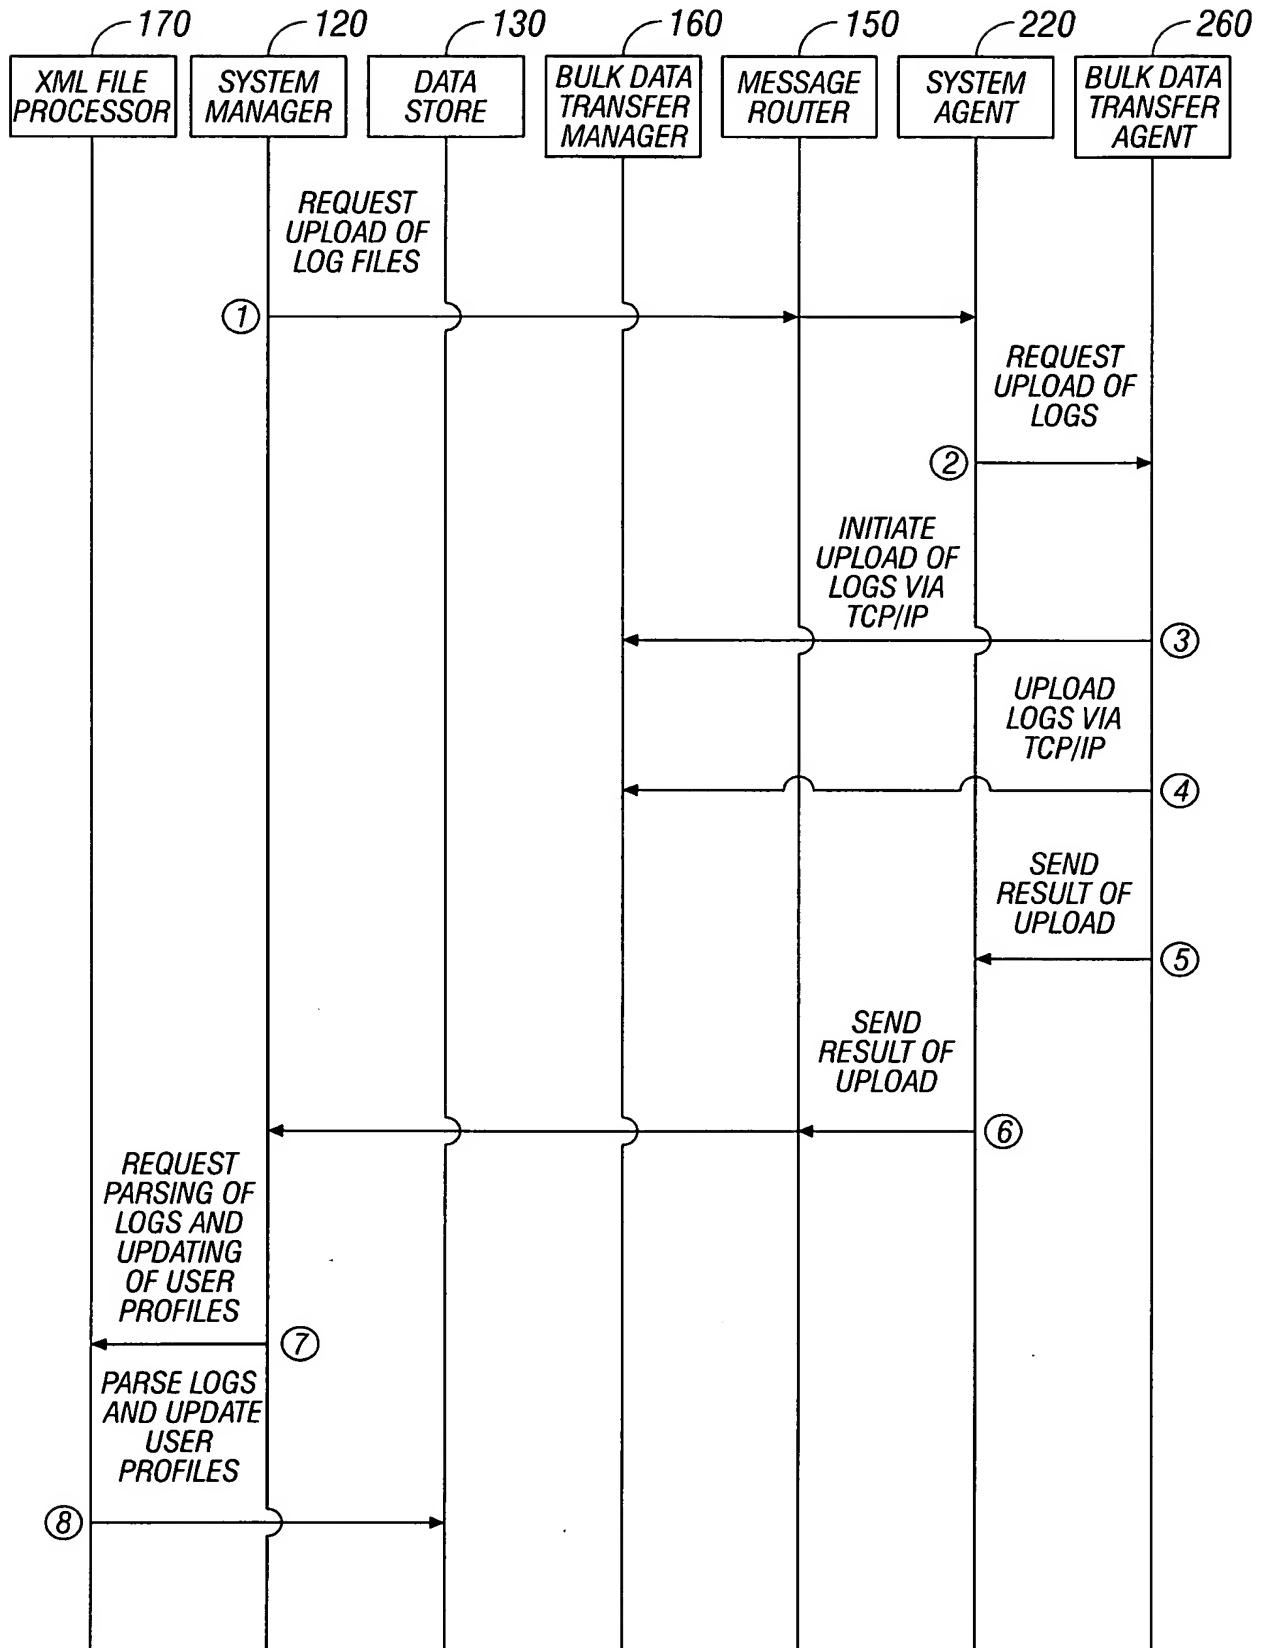 170
120
130
160
150
220
260
XML FILE
PROCESSOR
SYSTEM
MANAGER
DATA
STORE
BULK DATA
TRANSFER
MANAGER
MESSAGE
ROUTER
SYSTEM
AGENT
BULK DATA
TRANSFER
AGENT
REQUEST
UPLOAD OF
LOG FILES
1
REQUEST
UPLOAD OF
LOGS
2
INITIATE
UPLOAD OF
LOGS VIA
TCP/IP
3
UPLOAD
LOGS VIA
TCP/IP
4
SEND
RESULT OF
UPLOAD
5
SEND
RESULT OF
UPLOAD
6
REQUEST
PARSING OF
LOGS AND
UPDATING
OF USER
PROFILES
7
PARSE LOGS
AND UPDATE
USER
PROFILES
8